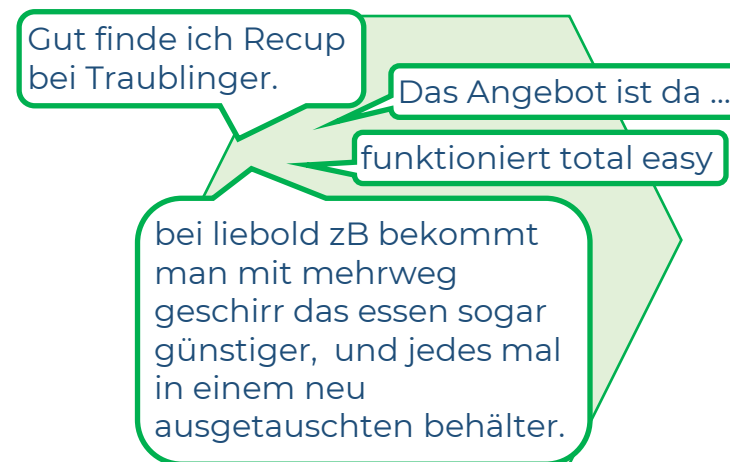 Gut finde ich Recup
bei Traublinger.
Das Angebot ist da ...
funktioniert total easy
bei liebold zB bekommt
man mit mehrweg
geschirr das essen sogar
günstiger, und jedes mal
in einem neu
ausgetauschten behälter.